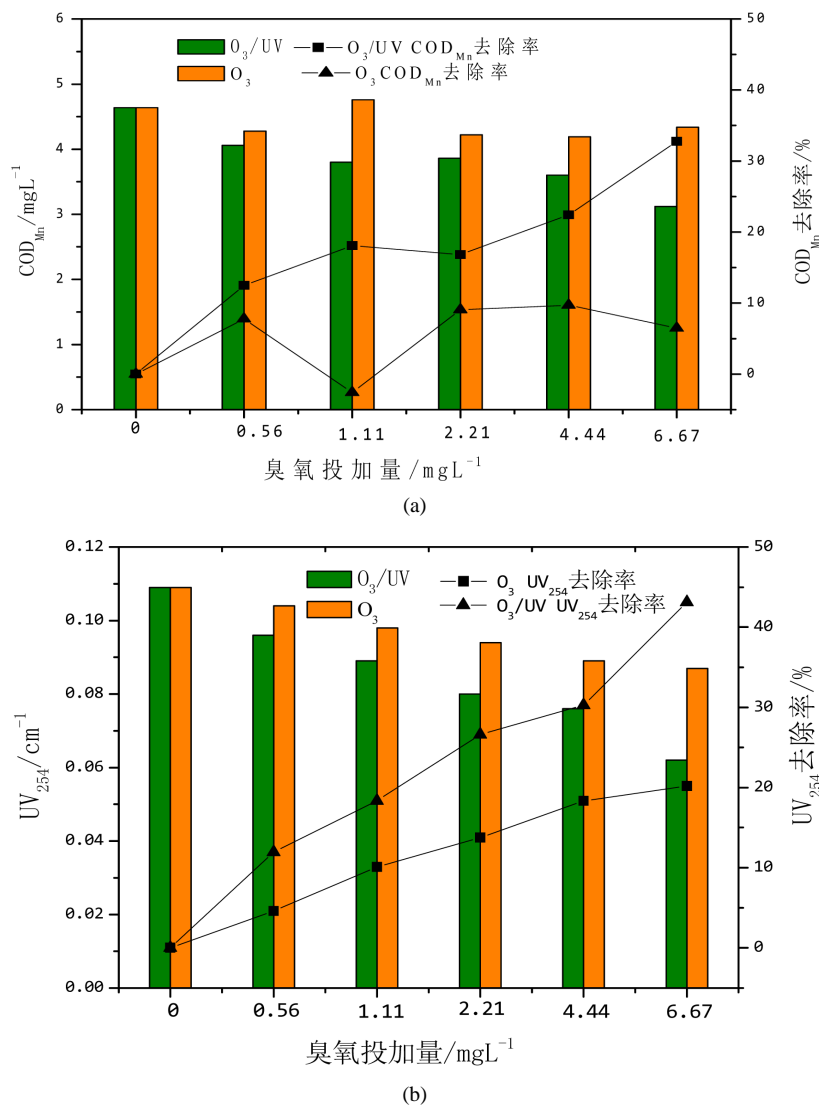 O₃/UV O₃/UV COD_Mn去除率
O₃ O₃ COD_Mn去除率
6
5
4
3
2
1
0
COD_Mn/mgL⁻¹
50
40
30
20
10
0
COD_Mn去除率/%
0 0.56 1.11 2.21 4.44 6.67
臭氧投加量/mgL⁻¹
(a)
O₃/UV O₃ UV₂₅₄去除率
O₃ O₃/UV UV₂₅₄去除率
0.12
0.10
0.08
0.06
0.04
0.02
0.00
UV₂₅₄/cm⁻¹
50
40
30
20
10
0
UV₂₅₄去除率/%
0 0.56 1.11 2.21 4.44 6.67
臭氧投加量/mgL⁻¹
(b)